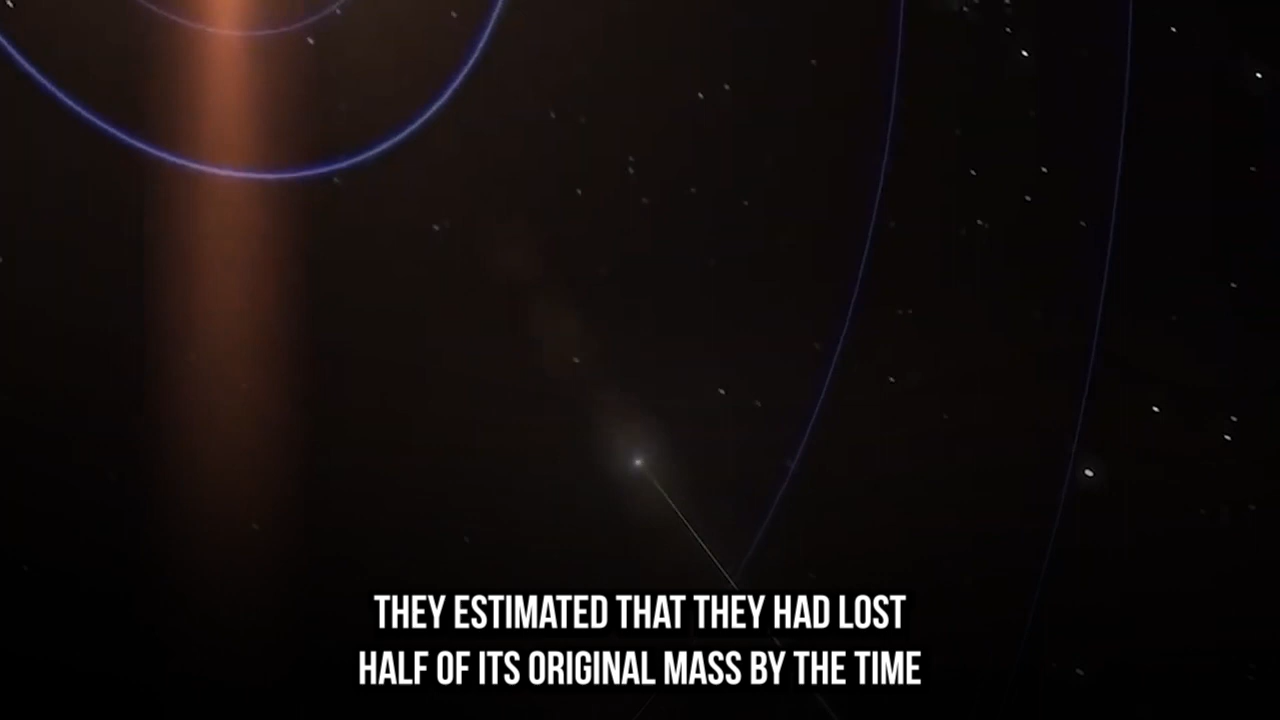 THEY ESTIMATED THAT THEY HAD LOST
HALF OF ITS ORIGINAL MASS BY THE TIME